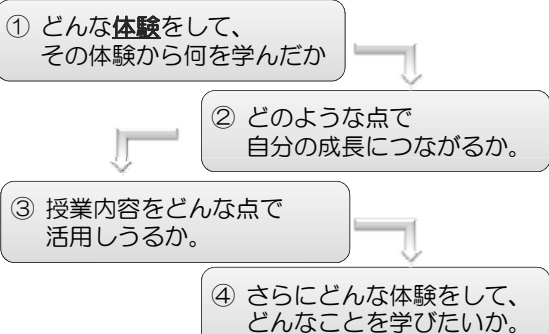 ① どんな体験をして、
その体験から何を学んだか
② どのような点で
自分の成長につながるか。
③ 授業内容をどんな点で
活用しうるか。
④ さらにどんな体験をして、
どんなことを学びたいか。